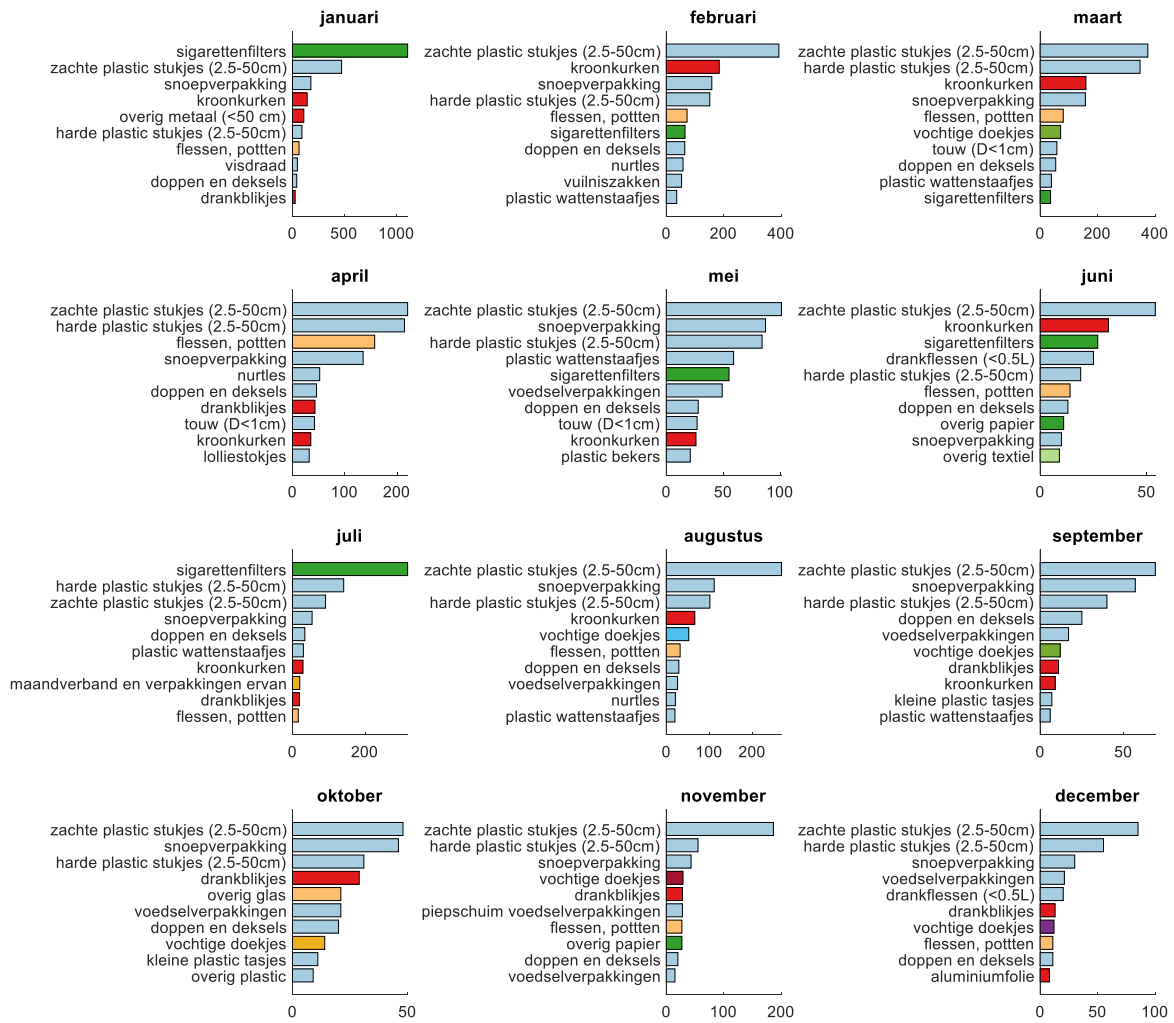 januari
sigarettenfilters
zachte plastic stukjes (2.5-50cm)
snoepverpakking
kroonkurken
overig metaal (<50 cm)
harde plastic stukjes (2.5-50cm)
flessen, pottten
visdraad
doppen en deksels
drankblikjes
0 500 1000
februari
zachte plastic stukjes (2.5-50cm)
kroonkurken
snoepverpakking
harde plastic stukjes (2.5-50cm)
flessen, pottten
sigarettenfilters
doppen en deksels
nurtles
vuilniszakken
plastic wattenstaafjes
0 200 400
maart
zachte plastic stukjes (2.5-50cm)
harde plastic stukjes (2.5-50cm)
kroonkurken
snoepverpakking
flessen, pottten
vochtige doekjes
touw (D<1cm)
doppen en deksels
plastic wattenstaafjes
sigarettenfilters
0 200 400
april
zachte plastic stukjes (2.5-50cm)
harde plastic stukjes (2.5-50cm)
flessen, pottten
snoepverpakking
nurtles
doppen en deksels
drankblikjes
touw (D<1cm)
kroonkurken
lolliestokjes
0 100 200
mei
zachte plastic stukjes (2.5-50cm)
snoepverpakking
harde plastic stukjes (2.5-50cm)
plastic wattenstaafjes
sigarettenfilters
voedselverpakkingen
doppen en deksels
touw (D<1cm)
kroonkurken
plastic bekers
0 50 100
juni
zachte plastic stukjes (2.5-50cm)
kroonkurken
sigarettenfilters
drankflessen (<0.5L)
harde plastic stukjes (2.5-50cm)
flessen, pottten
doppen en deksels
overig papier
snoepverpakking
overig textiel
0 50
juli
sigarettenfilters
harde plastic stukjes (2.5-50cm)
zachte plastic stukjes (2.5-50cm)
snoepverpakking
doppen en deksels
plastic wattenstaafjes
kroonkurken
maandverband en verpakkingen ervan
drankblikjes
flessen, pottten
0 200
augustus
zachte plastic stukjes (2.5-50cm)
snoepverpakking
harde plastic stukjes (2.5-50cm)
kroonkurken
vochtige doekjes
flessen, pottten
doppen en deksels
voedselverpakkingen
nurtles
plastic wattenstaafjes
0 100 200
september
zachte plastic stukjes (2.5-50cm)
snoepverpakking
harde plastic stukjes (2.5-50cm)
doppen en deksels
voedselverpakkingen
vochtige doekjes
drankblikjes
kroonkurken
kleine plastic tasjes
plastic wattenstaafjes
0 50
oktober
zachte plastic stukjes (2.5-50cm)
snoepverpakking
harde plastic stukjes (2.5-50cm)
drankblikjes
overig glas
voedselverpakkingen
doppen en deksels
vochtige doekjes
kleine plastic tasjes
overig plastic
0 50
november
zachte plastic stukjes (2.5-50cm)
harde plastic stukjes (2.5-50cm)
snoepverpakking
vochtige doekjes
drankblikjes
piepschuim voedselverpakkingen
flessen, pottten
overig papier
doppen en deksels
voedselverpakkingen
0 100 200
december
zachte plastic stukjes (2.5-50cm)
harde plastic stukjes (2.5-50cm)
snoepverpakking
voedselverpakkingen
drankflessen (<0.5L)
drankblikjes
vochtige doekjes
flessen, pottten
doppen en deksels
aluminiumfolie
0 50 100